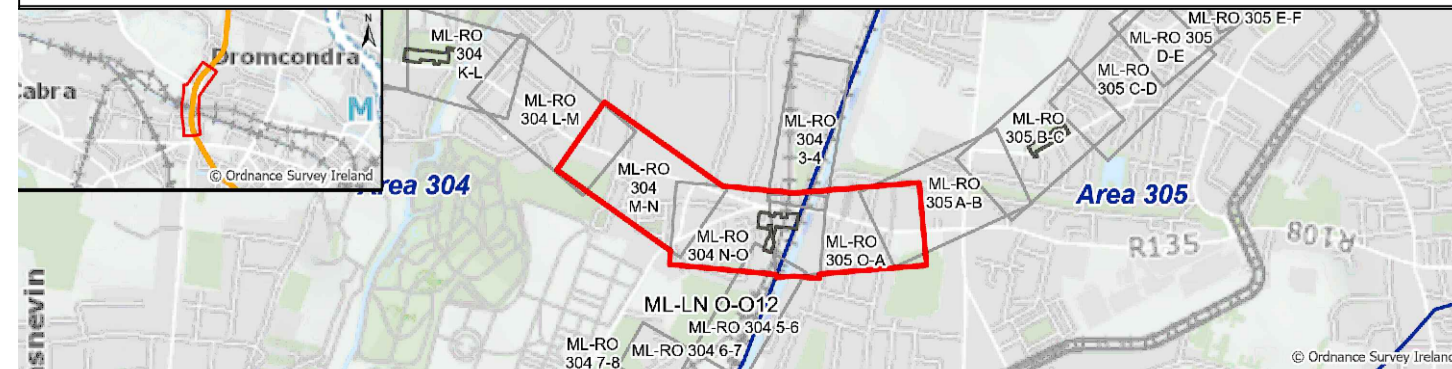 N
Dromcondra
Cabra
M
© Ordnance Survey Ireland
ML-RO
304
K-L
ML-RO
304 L-M
ML-RO
304
M-N
ML-RO
304 N-O
ML-RO
304
3-4
ML-RO
305 O-A
ML-RO
305 A-B
ML-RO
305 B-C
ML-RO
305 C-D
ML-RO 305
D-E
ML-RO 305 E-F
Area 304
Area 305
R135
R108
snevin
ML-LN O-O12
ML-RO 304 5-6
ML-RO 304 6-7
ML-RO
304 7-8
© Ordnance Survey Ireland